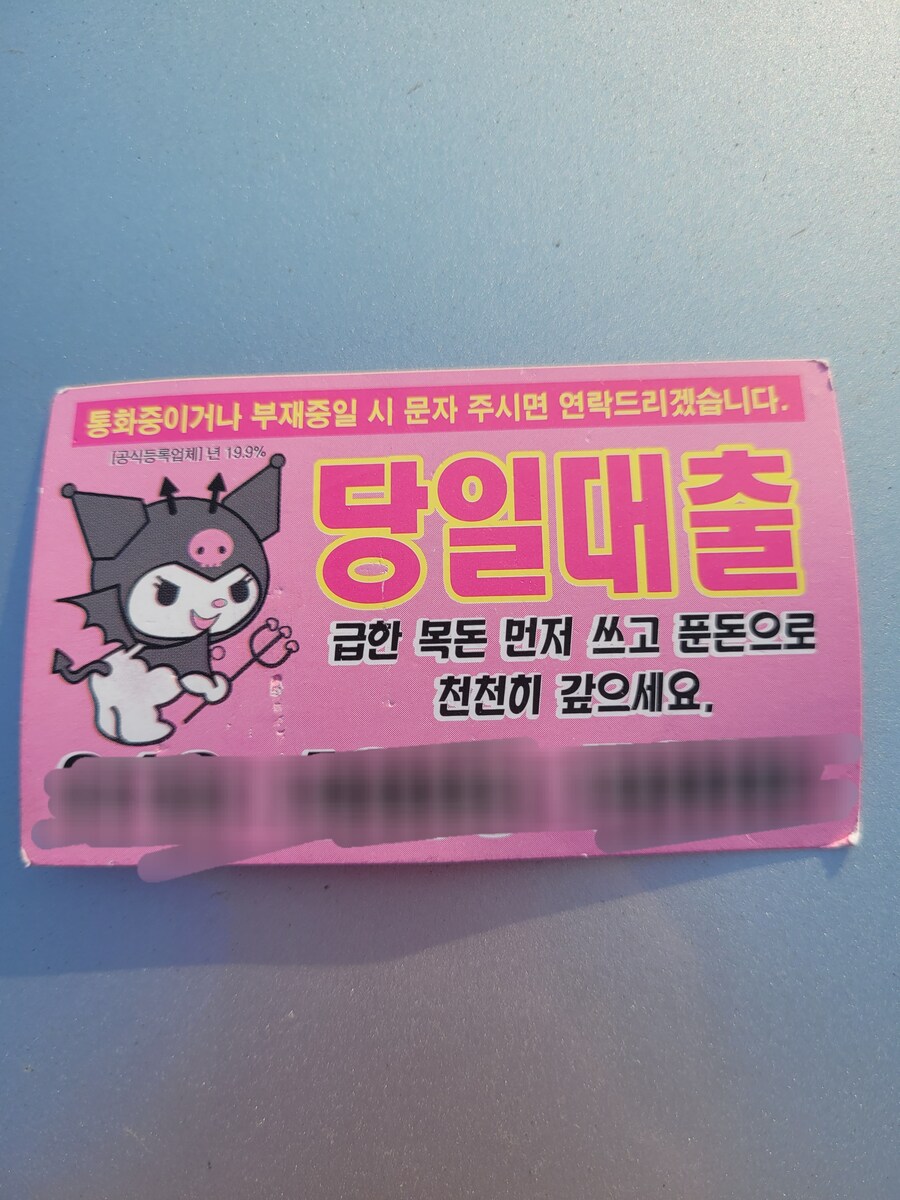 통화중이거나 부재중일 시 문자 주시면 연락드리겠습니다.
[공식등록업체] 년 19.9%
당일대출
급한 목돈 먼저 쓰고 푼돈으로
천천히 갚으세요.